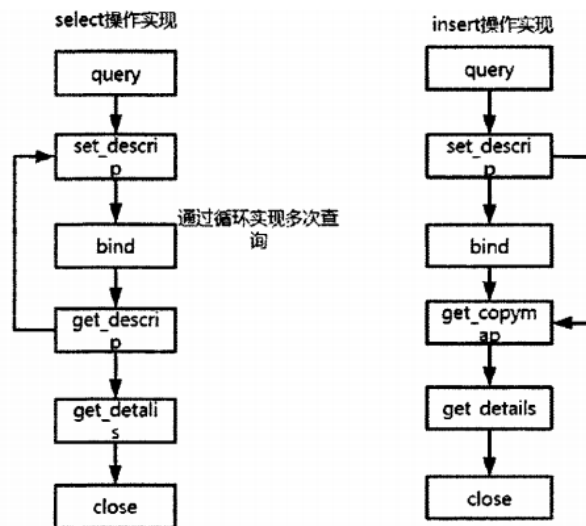 select操作实现
query
set_descri
p
bind
通过循环实现多次查
询
get_descrip
p
get_detali
s
close
insert操作实现
query
set_descri
p
bind
get_copym
ap
get details
close